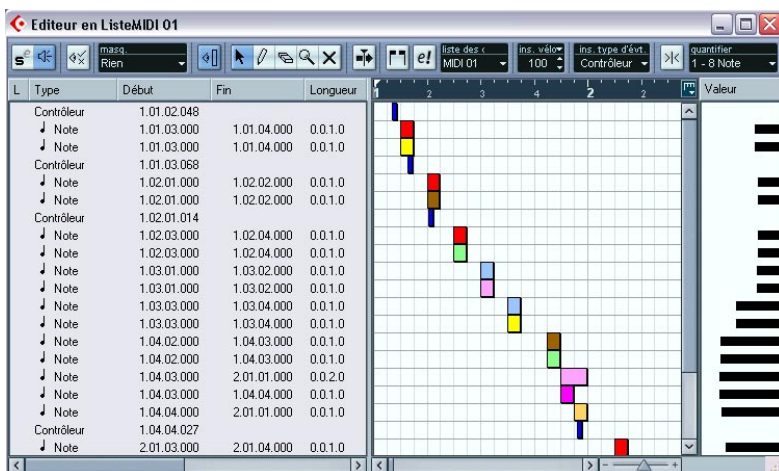 Editeur en ListeMIDI 01
masq.
Rien
liste des (
MIDI 01
ins. vélo
100
ins. type d'évt.
Contrôleur
quantifier
1 - 8 Note
L Type Début Fin Longueur 1 2 3 4 2 2 Valeur
Contrôleur 1.01.02.048
Note 1.01.03.000 1.01.04.000 0.0.1.0
Note 1.01.03.000 1.01.04.000 0.0.1.0
Contrôleur 1.01.03.068
Note 1.02.01.000 1.02.02.000 0.0.1.0
Note 1.02.01.000 1.02.02.000 0.0.1.0
Contrôleur 1.02.01.014
Note 1.02.03.000 1.02.04.000 0.0.1.0
Note 1.02.03.000 1.02.04.000 0.0.1.0
Note 1.03.01.000 1.03.02.000 0.0.1.0
Note 1.03.01.000 1.03.02.000 0.0.1.0
Note 1.03.03.000 1.03.04.000 0.0.1.0
Note 1.03.03.000 1.03.04.000 0.0.1.0
Note 1.04.02.000 1.04.03.000 0.0.1.0
Note 1.04.02.000 1.04.03.000 0.0.1.0
Note 1.04.03.000 2.01.01.000 0.0.2.0
Note 1.04.03.000 1.04.04.000 0.0.1.0
Note 1.04.04.000 2.01.01.000 0.0.1.0
Contrôleur 1.04.04.027
Note 2.01.03.000 2.01.04.000 0.0.1.0